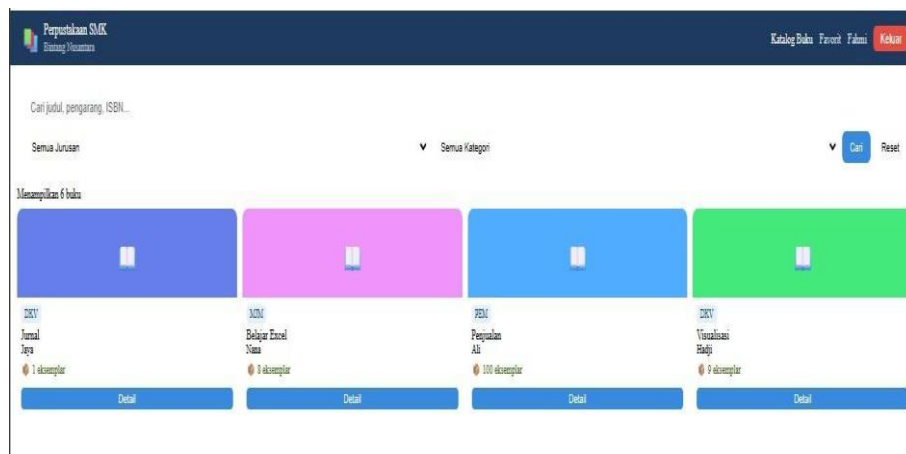 Perpustakaan SMK
Bintang Nusantara
Katalog Buku Favorit Fahmi Keluar
Cari judul, pengarang, ISBN...
Semua Jurusan Semua Kategori Cari Reset
Menampilkan 6 buku
DKV
Jurnal
Jaya
1 eksemplar
Detail
MJM
Belajar Excel
Nana
8 eksemplar
Detail
PEM
Penjualan
Ali
100 eksemplar
Detail
DKV
Visualisasi
Hadji
9 eksemplar
Detail